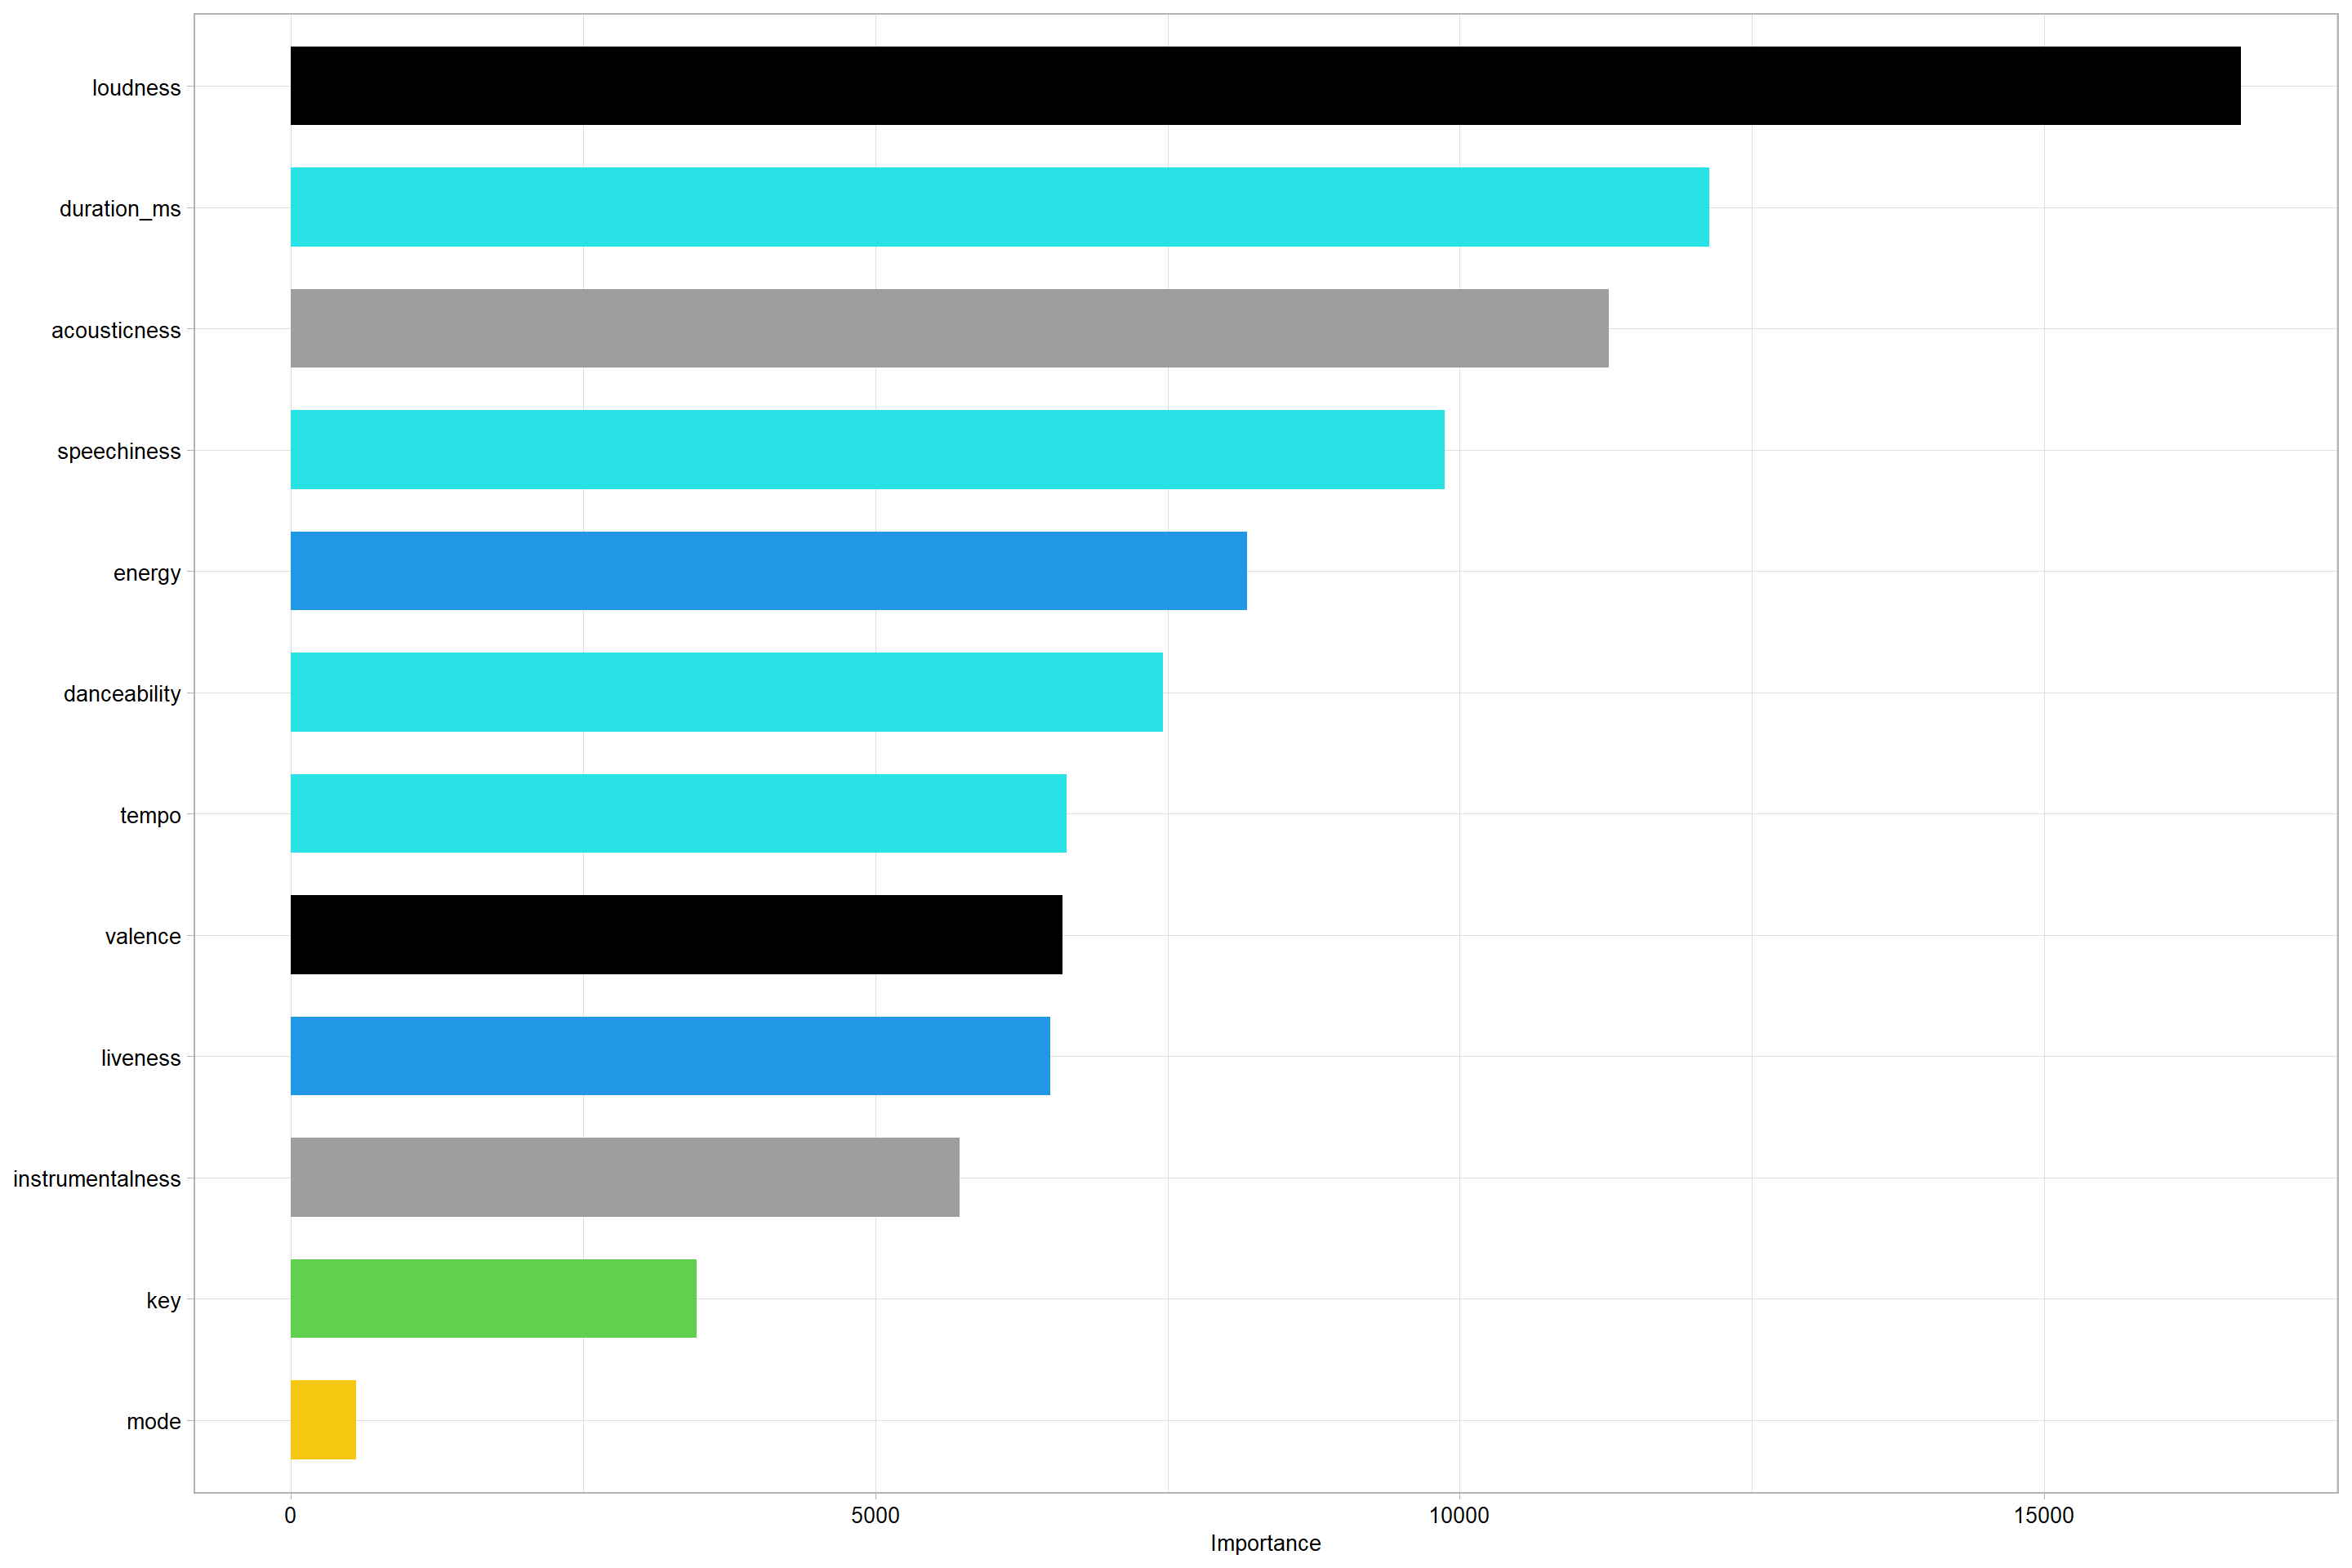 loudness
duration_ms
acousticness
speechiness
energy
danceability
tempo
valence
liveness
instrumentalness
key
mode
0 5000 10000 15000
Importance